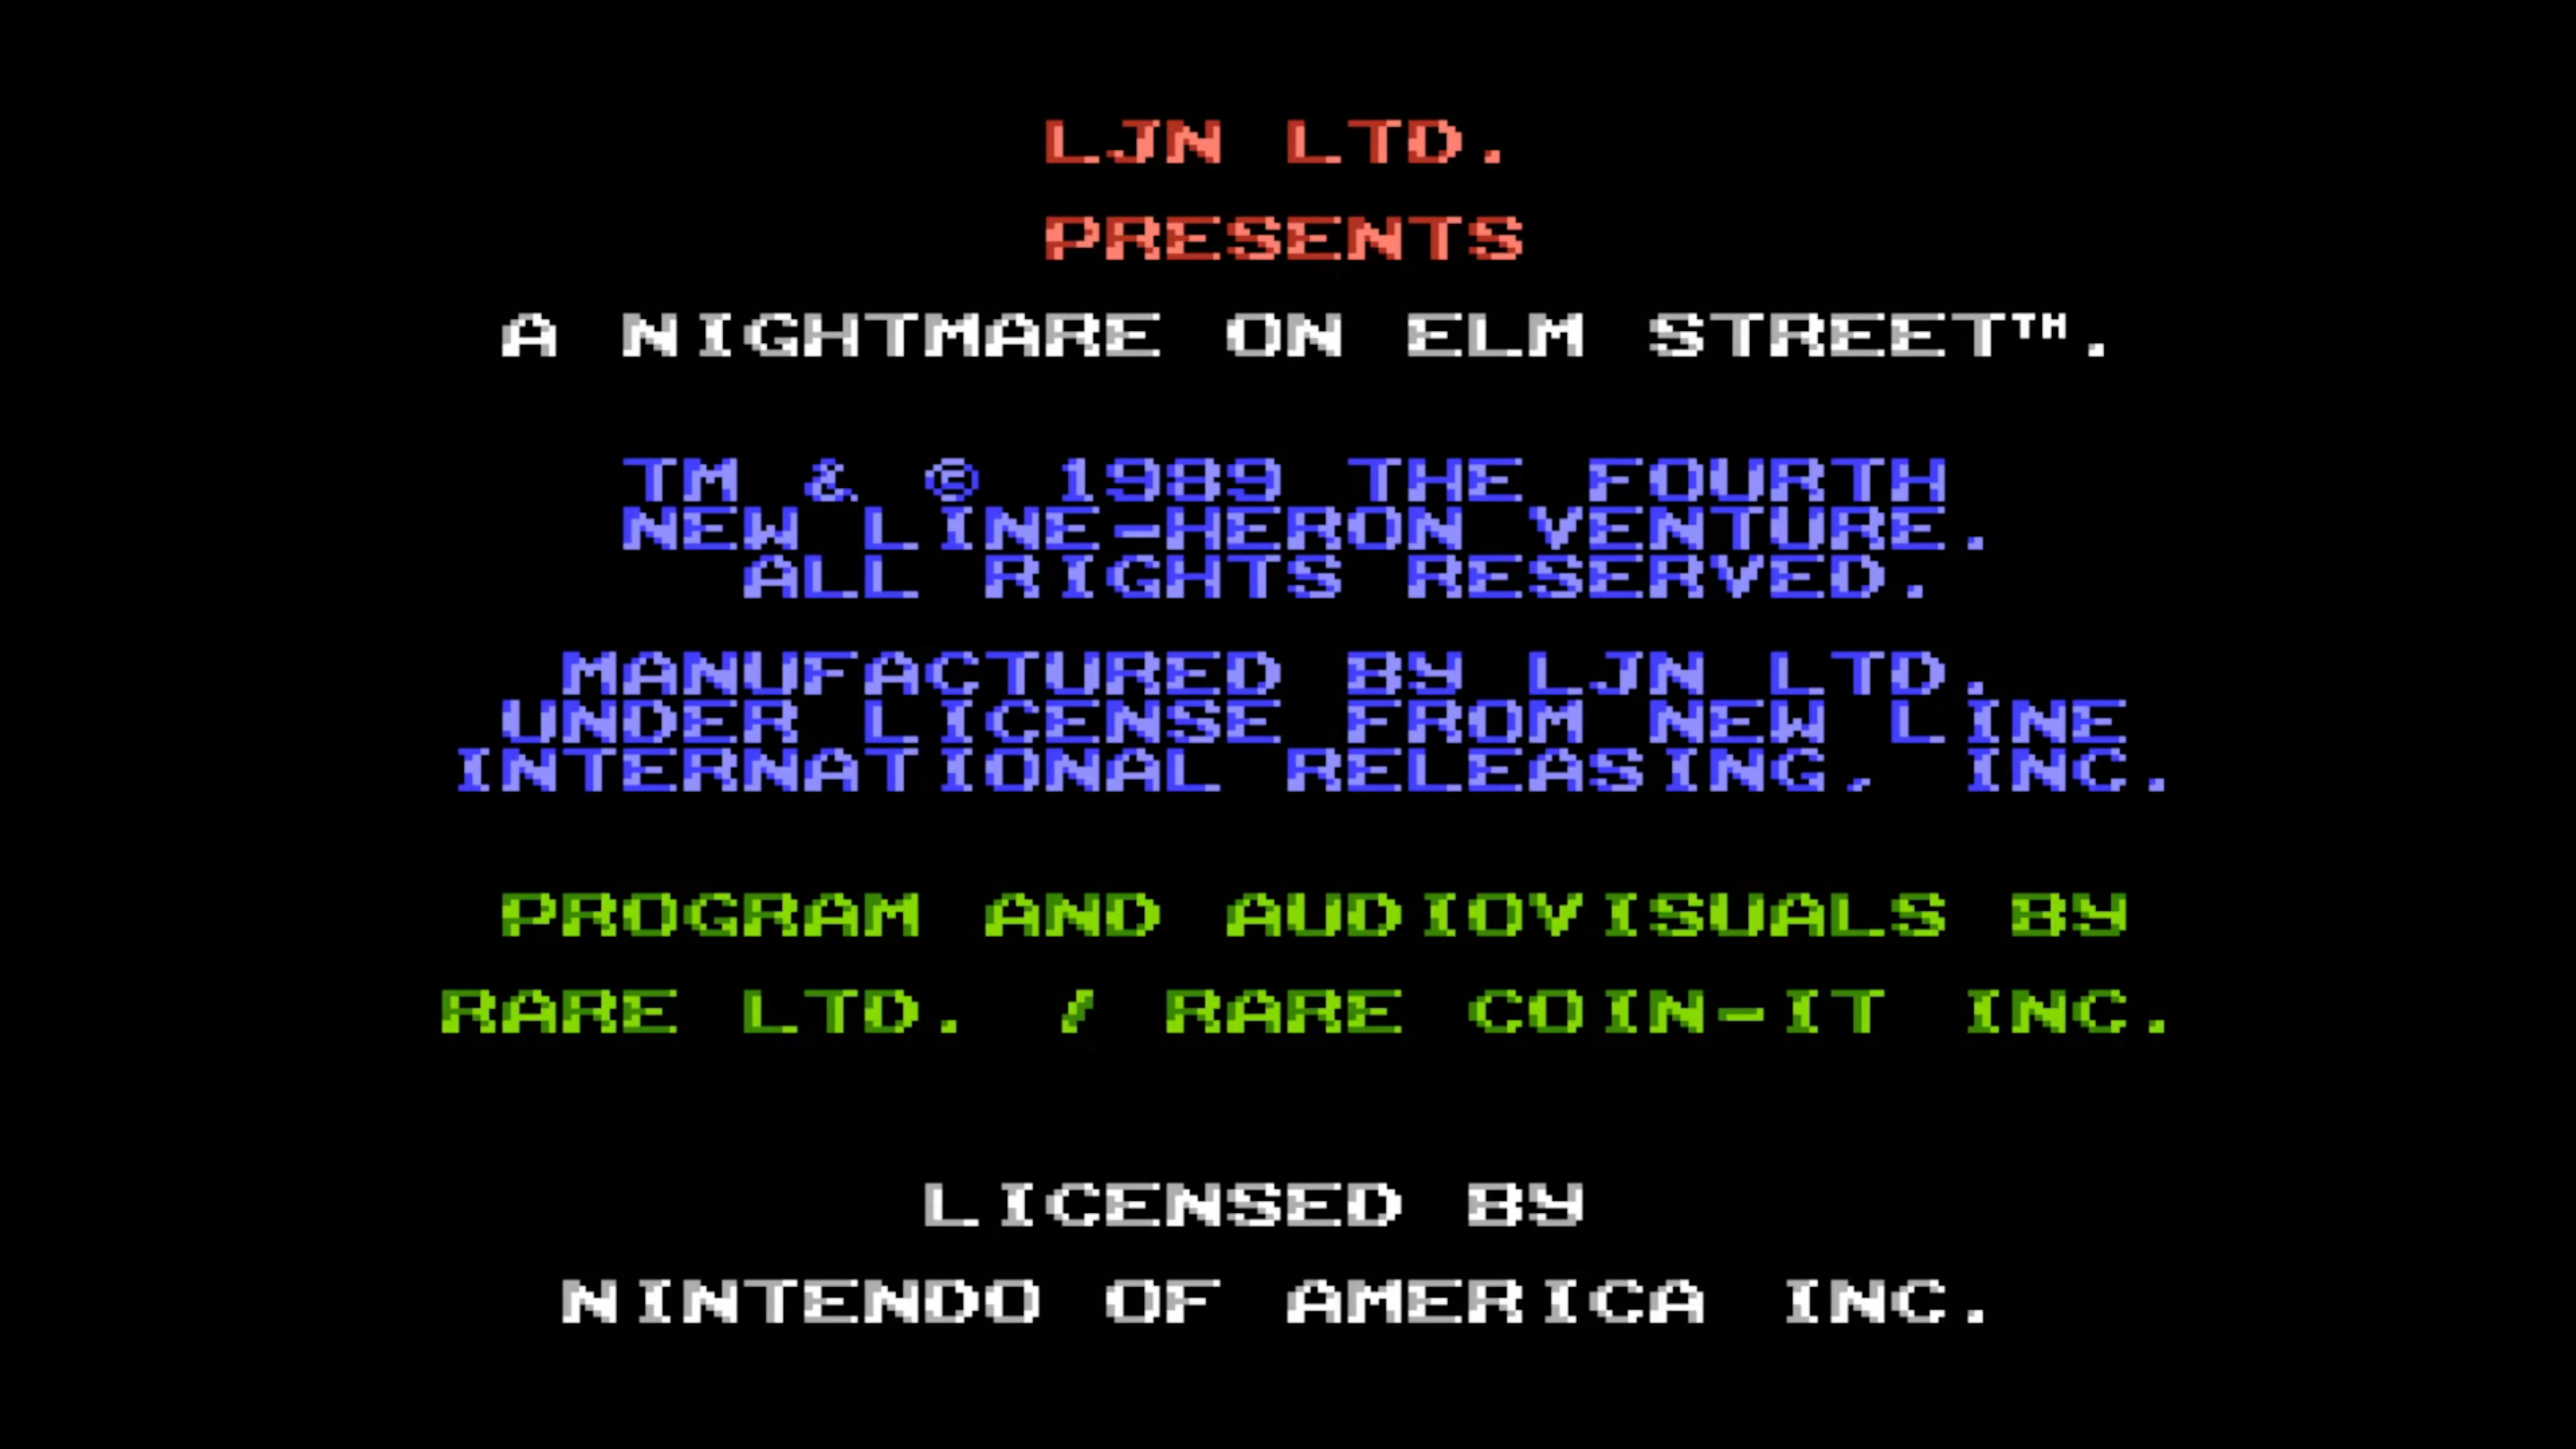 LJN LTD.
PRESENTS
A NIGHTMARE ON ELM STREET™.
TM & © 1989 THE FOURTH
NEW LINE-HERON VENTURE.
ALL RIGHTS RESERVED.
MANUFACTURED BY LJN LTD.
UNDER LICENSE FROM NEW LINE
INTERNATIONAL RELEASING, INC.
PROGRAM AND AUDIOVISUALS BY
RARE LTD. / RARE COIN-IT INC.
LICENSED BY
NINTENDO OF AMERICA INC.